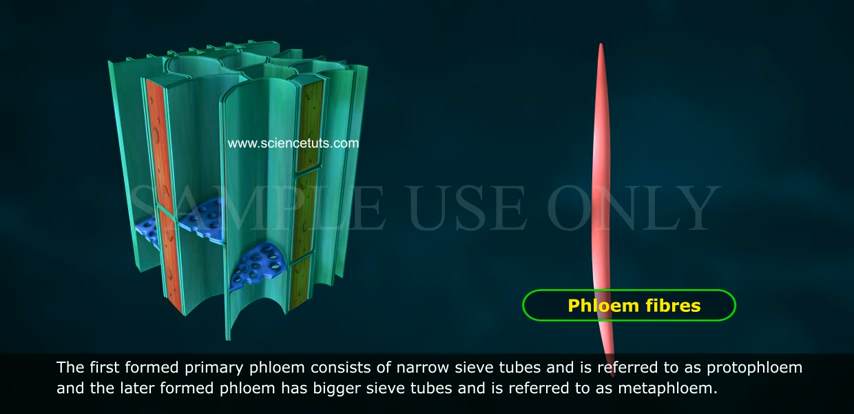 www.sciencetuts.com
SAMPLE USE ONLY
Phloem fibres
The first formed primary phloem consists of narrow sieve tubes and is referred to as protophloem
and the later formed phloem has bigger sieve tubes and is referred to as metaphloem.